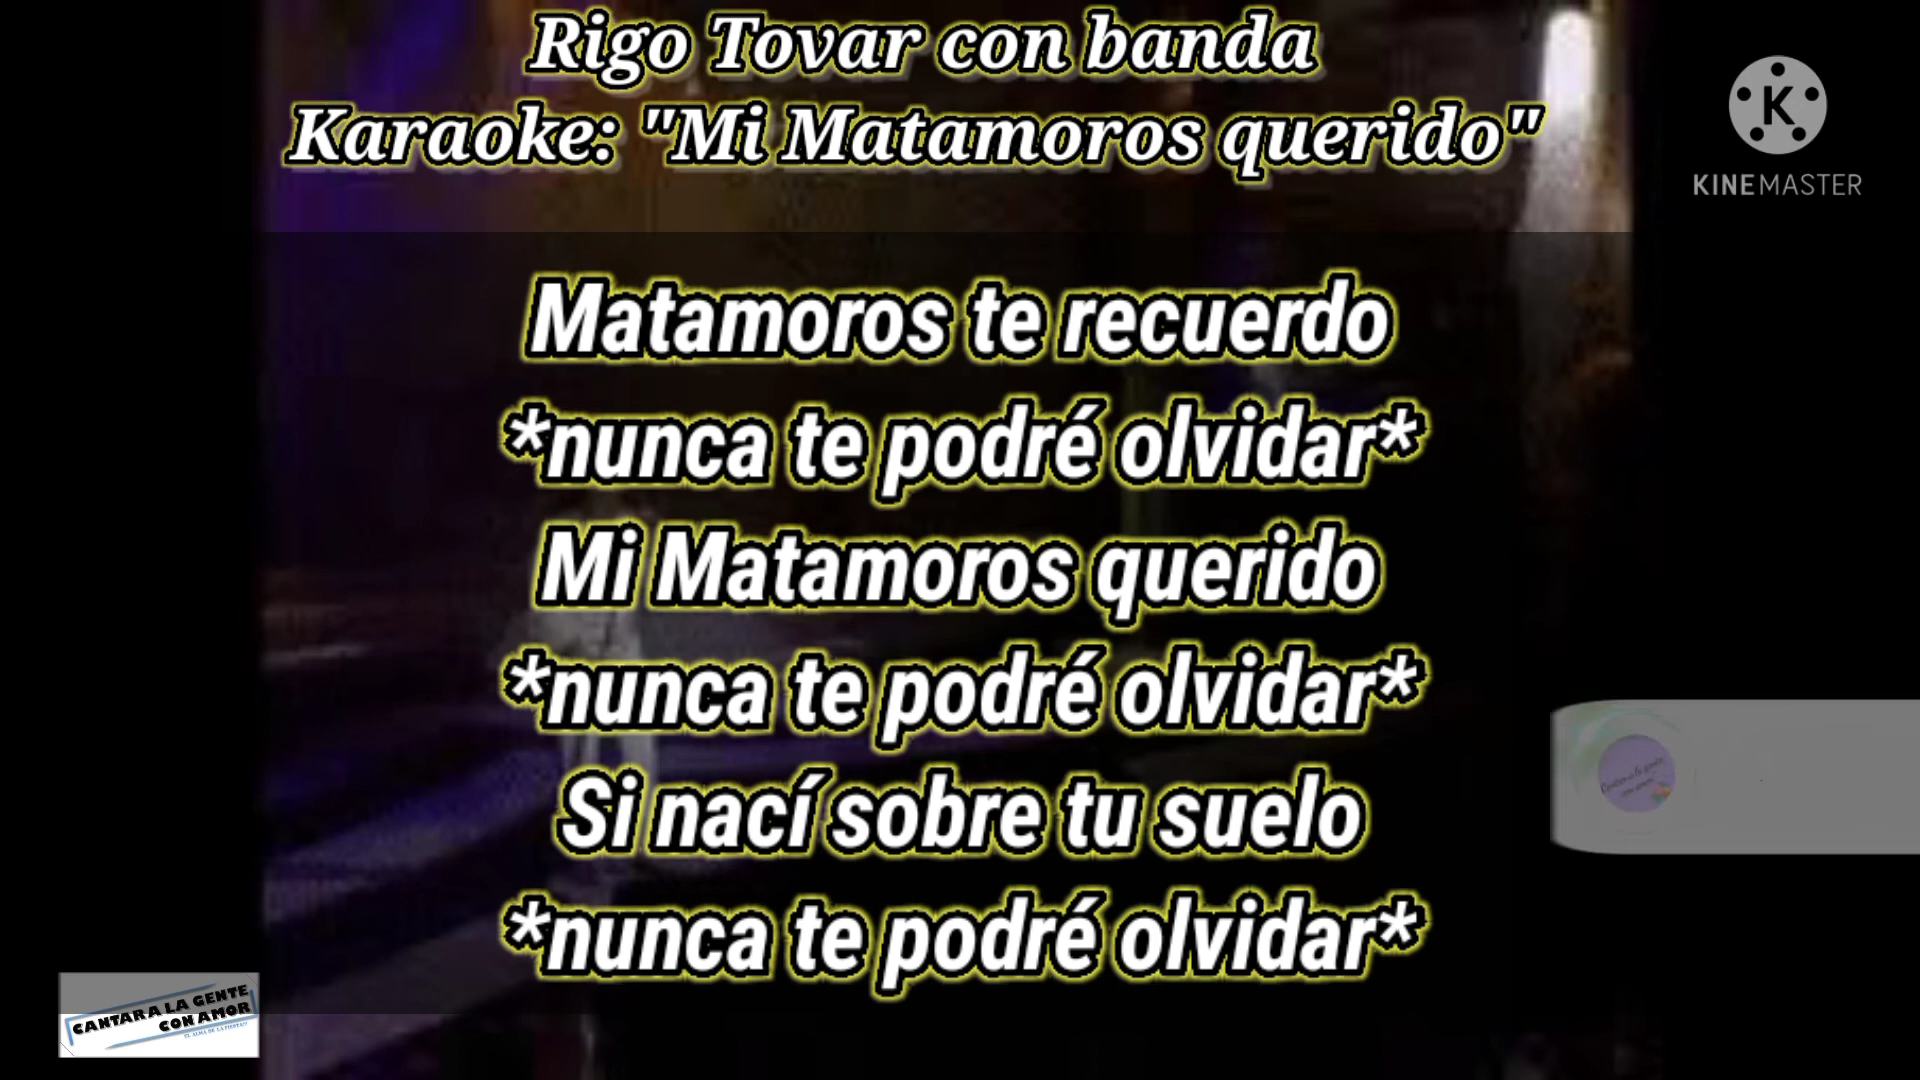 Rigo Tovar con banda
Karaoke: "Mi Matamoros querido"
KINEMASTER
Matamoros te recuerdo
*nunca te podré olvidar*
Mi Matamoros querido
*nunca te podré olvidar*
Si nací sobre tu suelo
*nunca te podré olvidar*
CANTAR A LA GENTE
CON AMOR